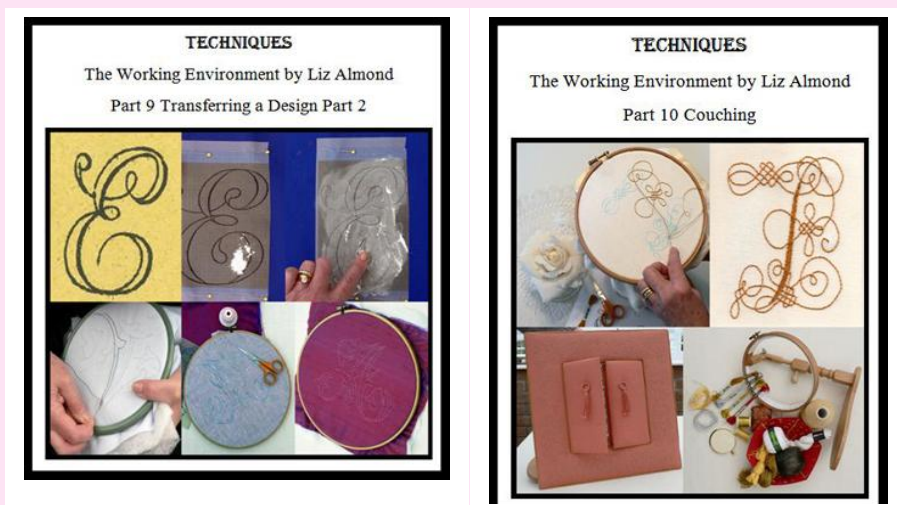 TECHNIQUES
The Working Environment by Liz Almond
Part 9 Transferring a Design Part 2
TECHNIQUES
The Working Environment by Liz Almond
Part 10 Couching